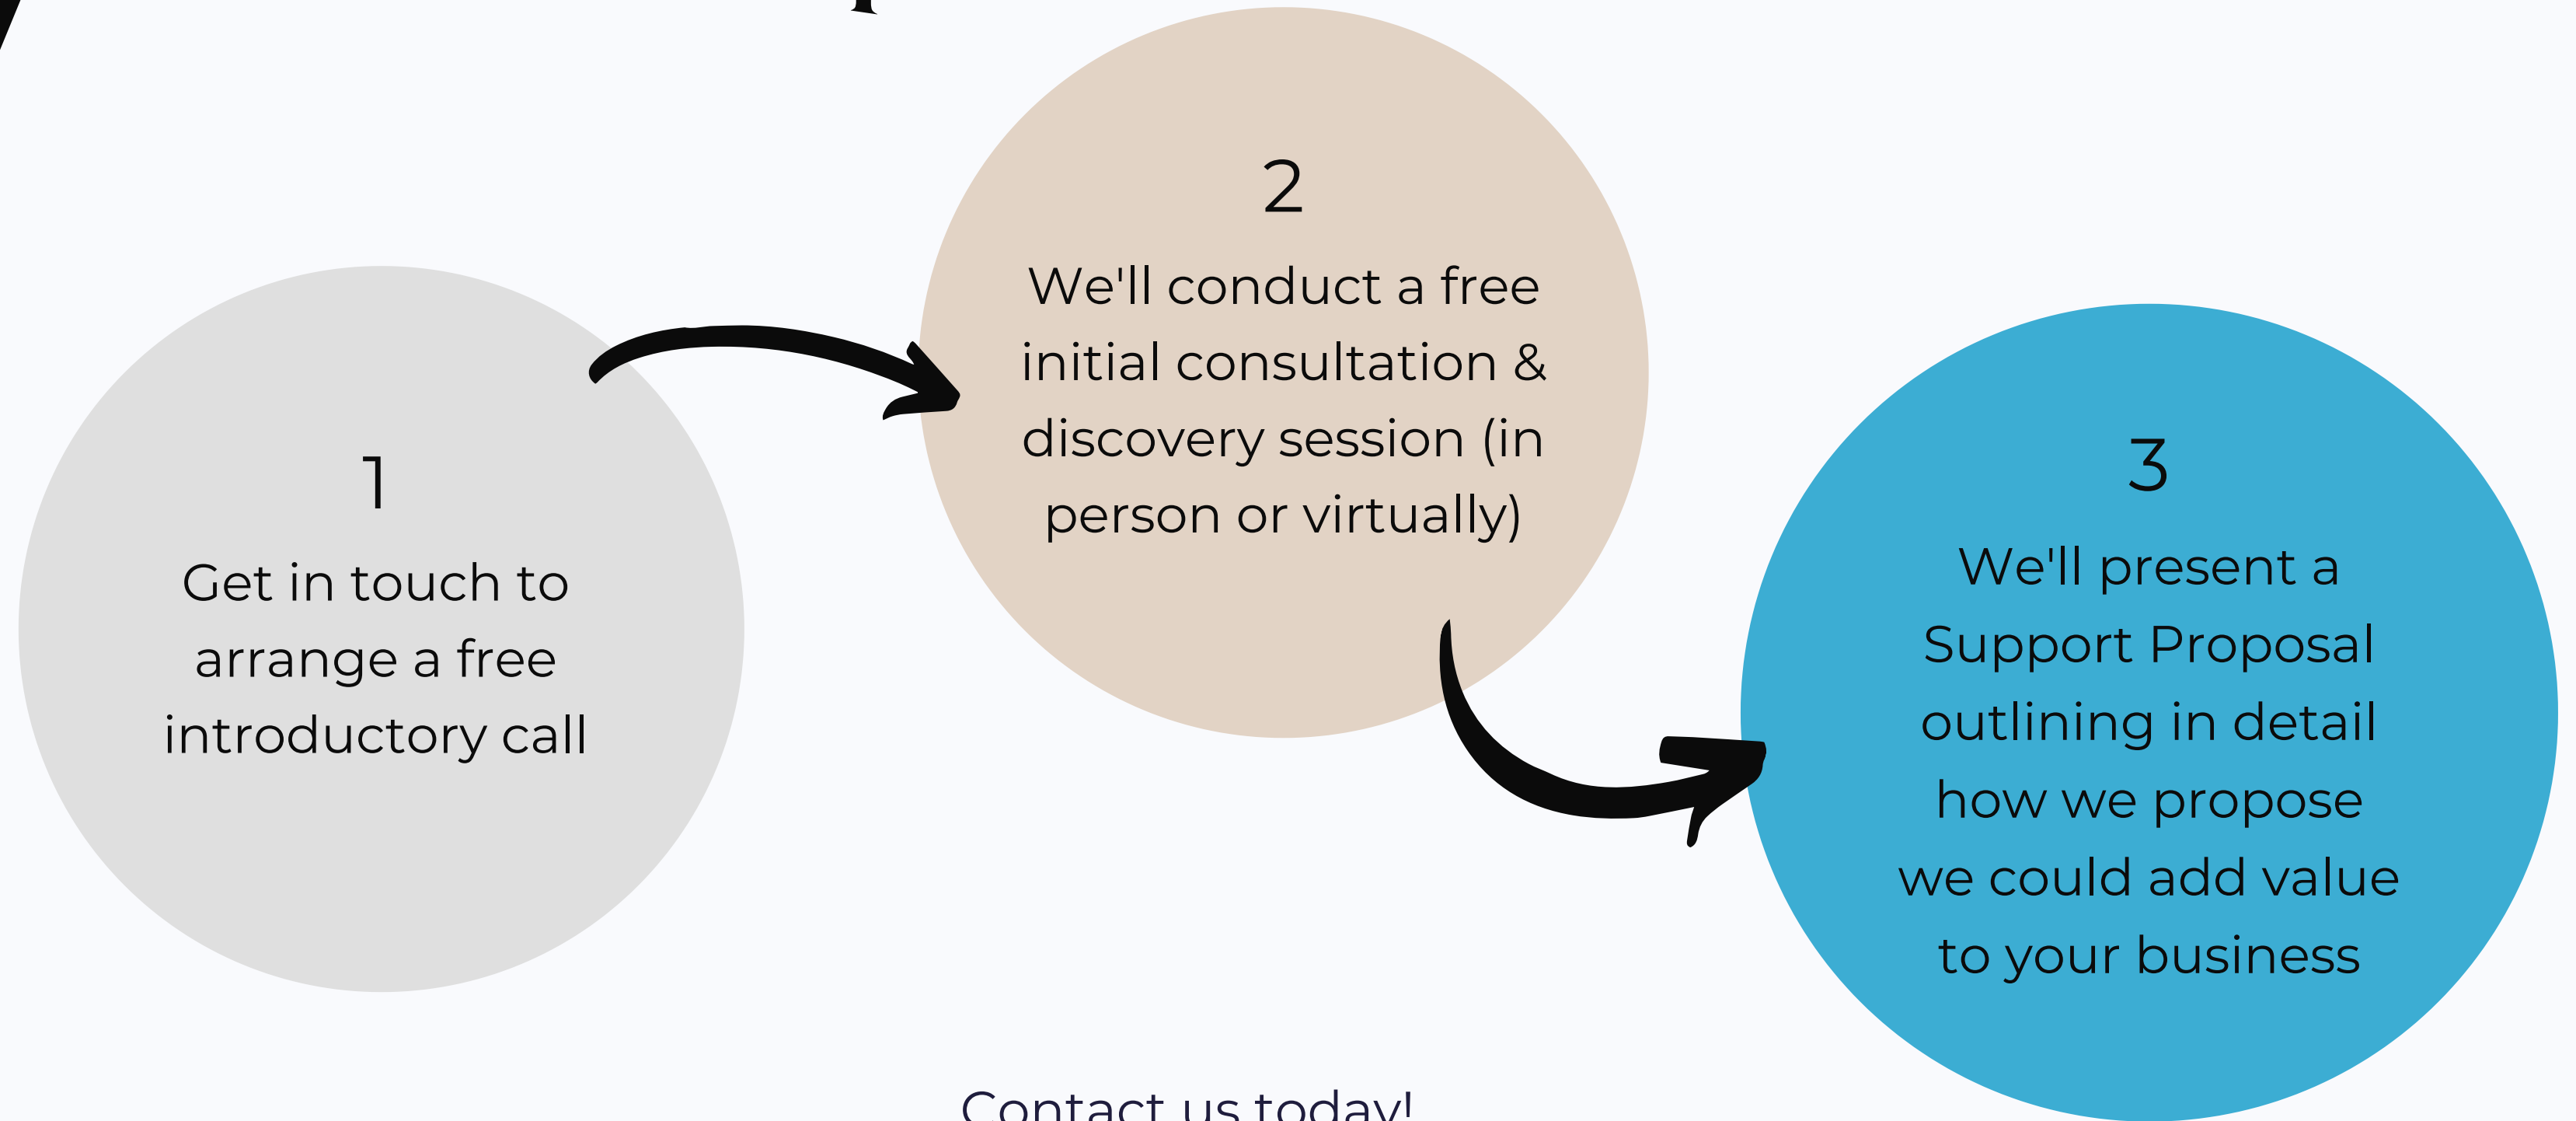 1
Get in touch to
arrange a free
introductory call
2
We'll conduct a free
initial consultation &
discovery session (in
person or virtually)
3
We'll present a
Support Proposal
outlining in detail
how we propose
we could add value
to your business
Contact us today!